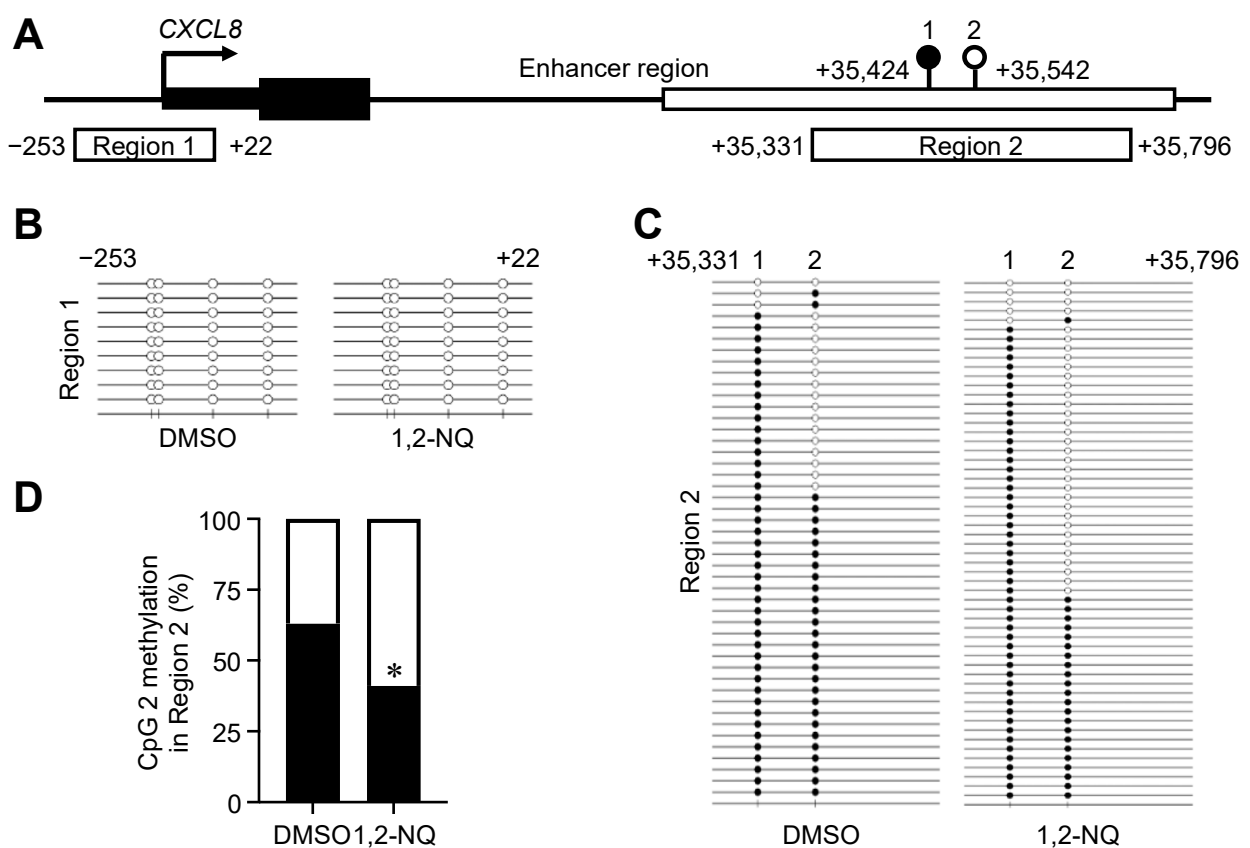 A
CXCL8
1 2
Enhancer region
+35,424 +35,542
−253 Region 1 +22
+35,331 Region 2 +35,796
B
−253 +22
Region 1
DMSO 1,2-NQ
C
+35,331 1 2 1 2 +35,796
Region 2
DMSO 1,2-NQ
D
CpG 2 methylation
in Region 2 (%)
100
75
50
25
0
*
DMSO 1,2-NQ